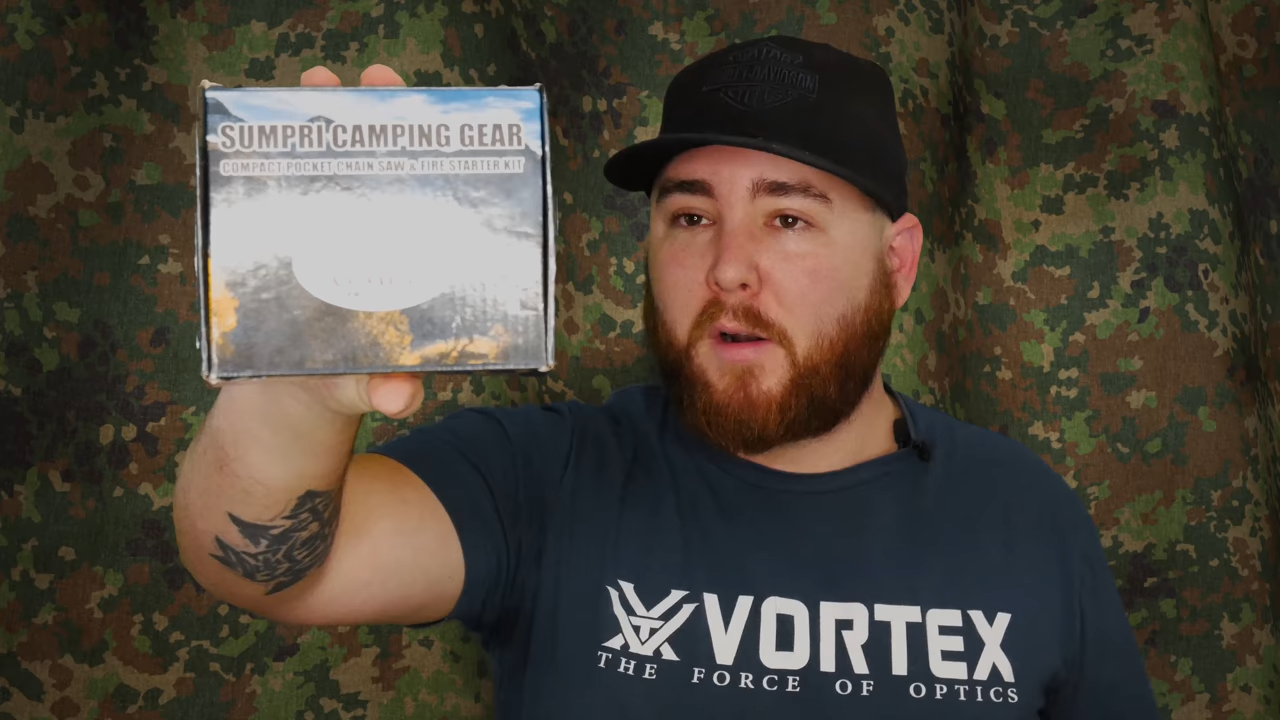 SUMPRI CAMPING GEAR
COMPACT POCKET CHAIN SAW & FIRE STARTER KIT
VORTEX
THE FORCE OF OPTICS